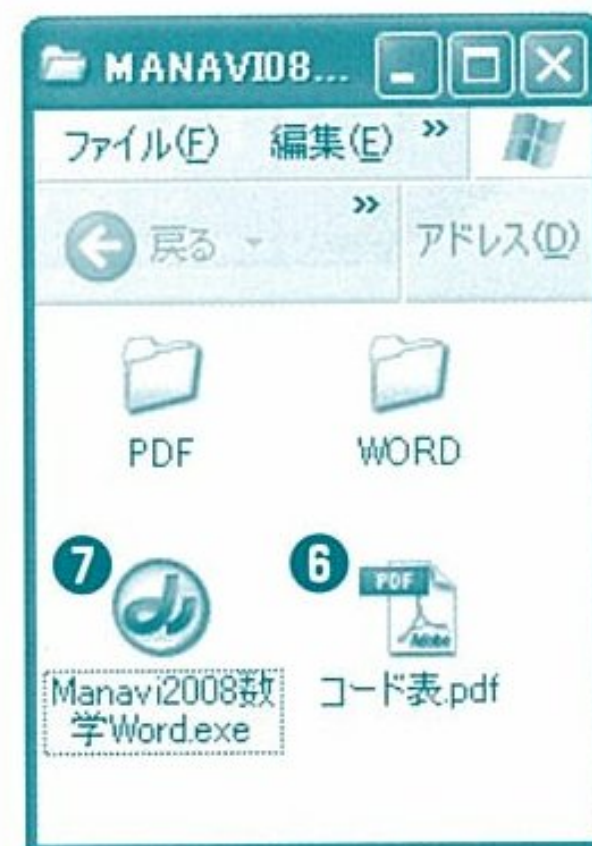 MANAVI08...
ファイル(F) 編集(E) »
戻る » アドレス(D)
PDF WORD
7 6
PDF
Adobe
Manavi2008数
学Word.exe
コード表.pdf